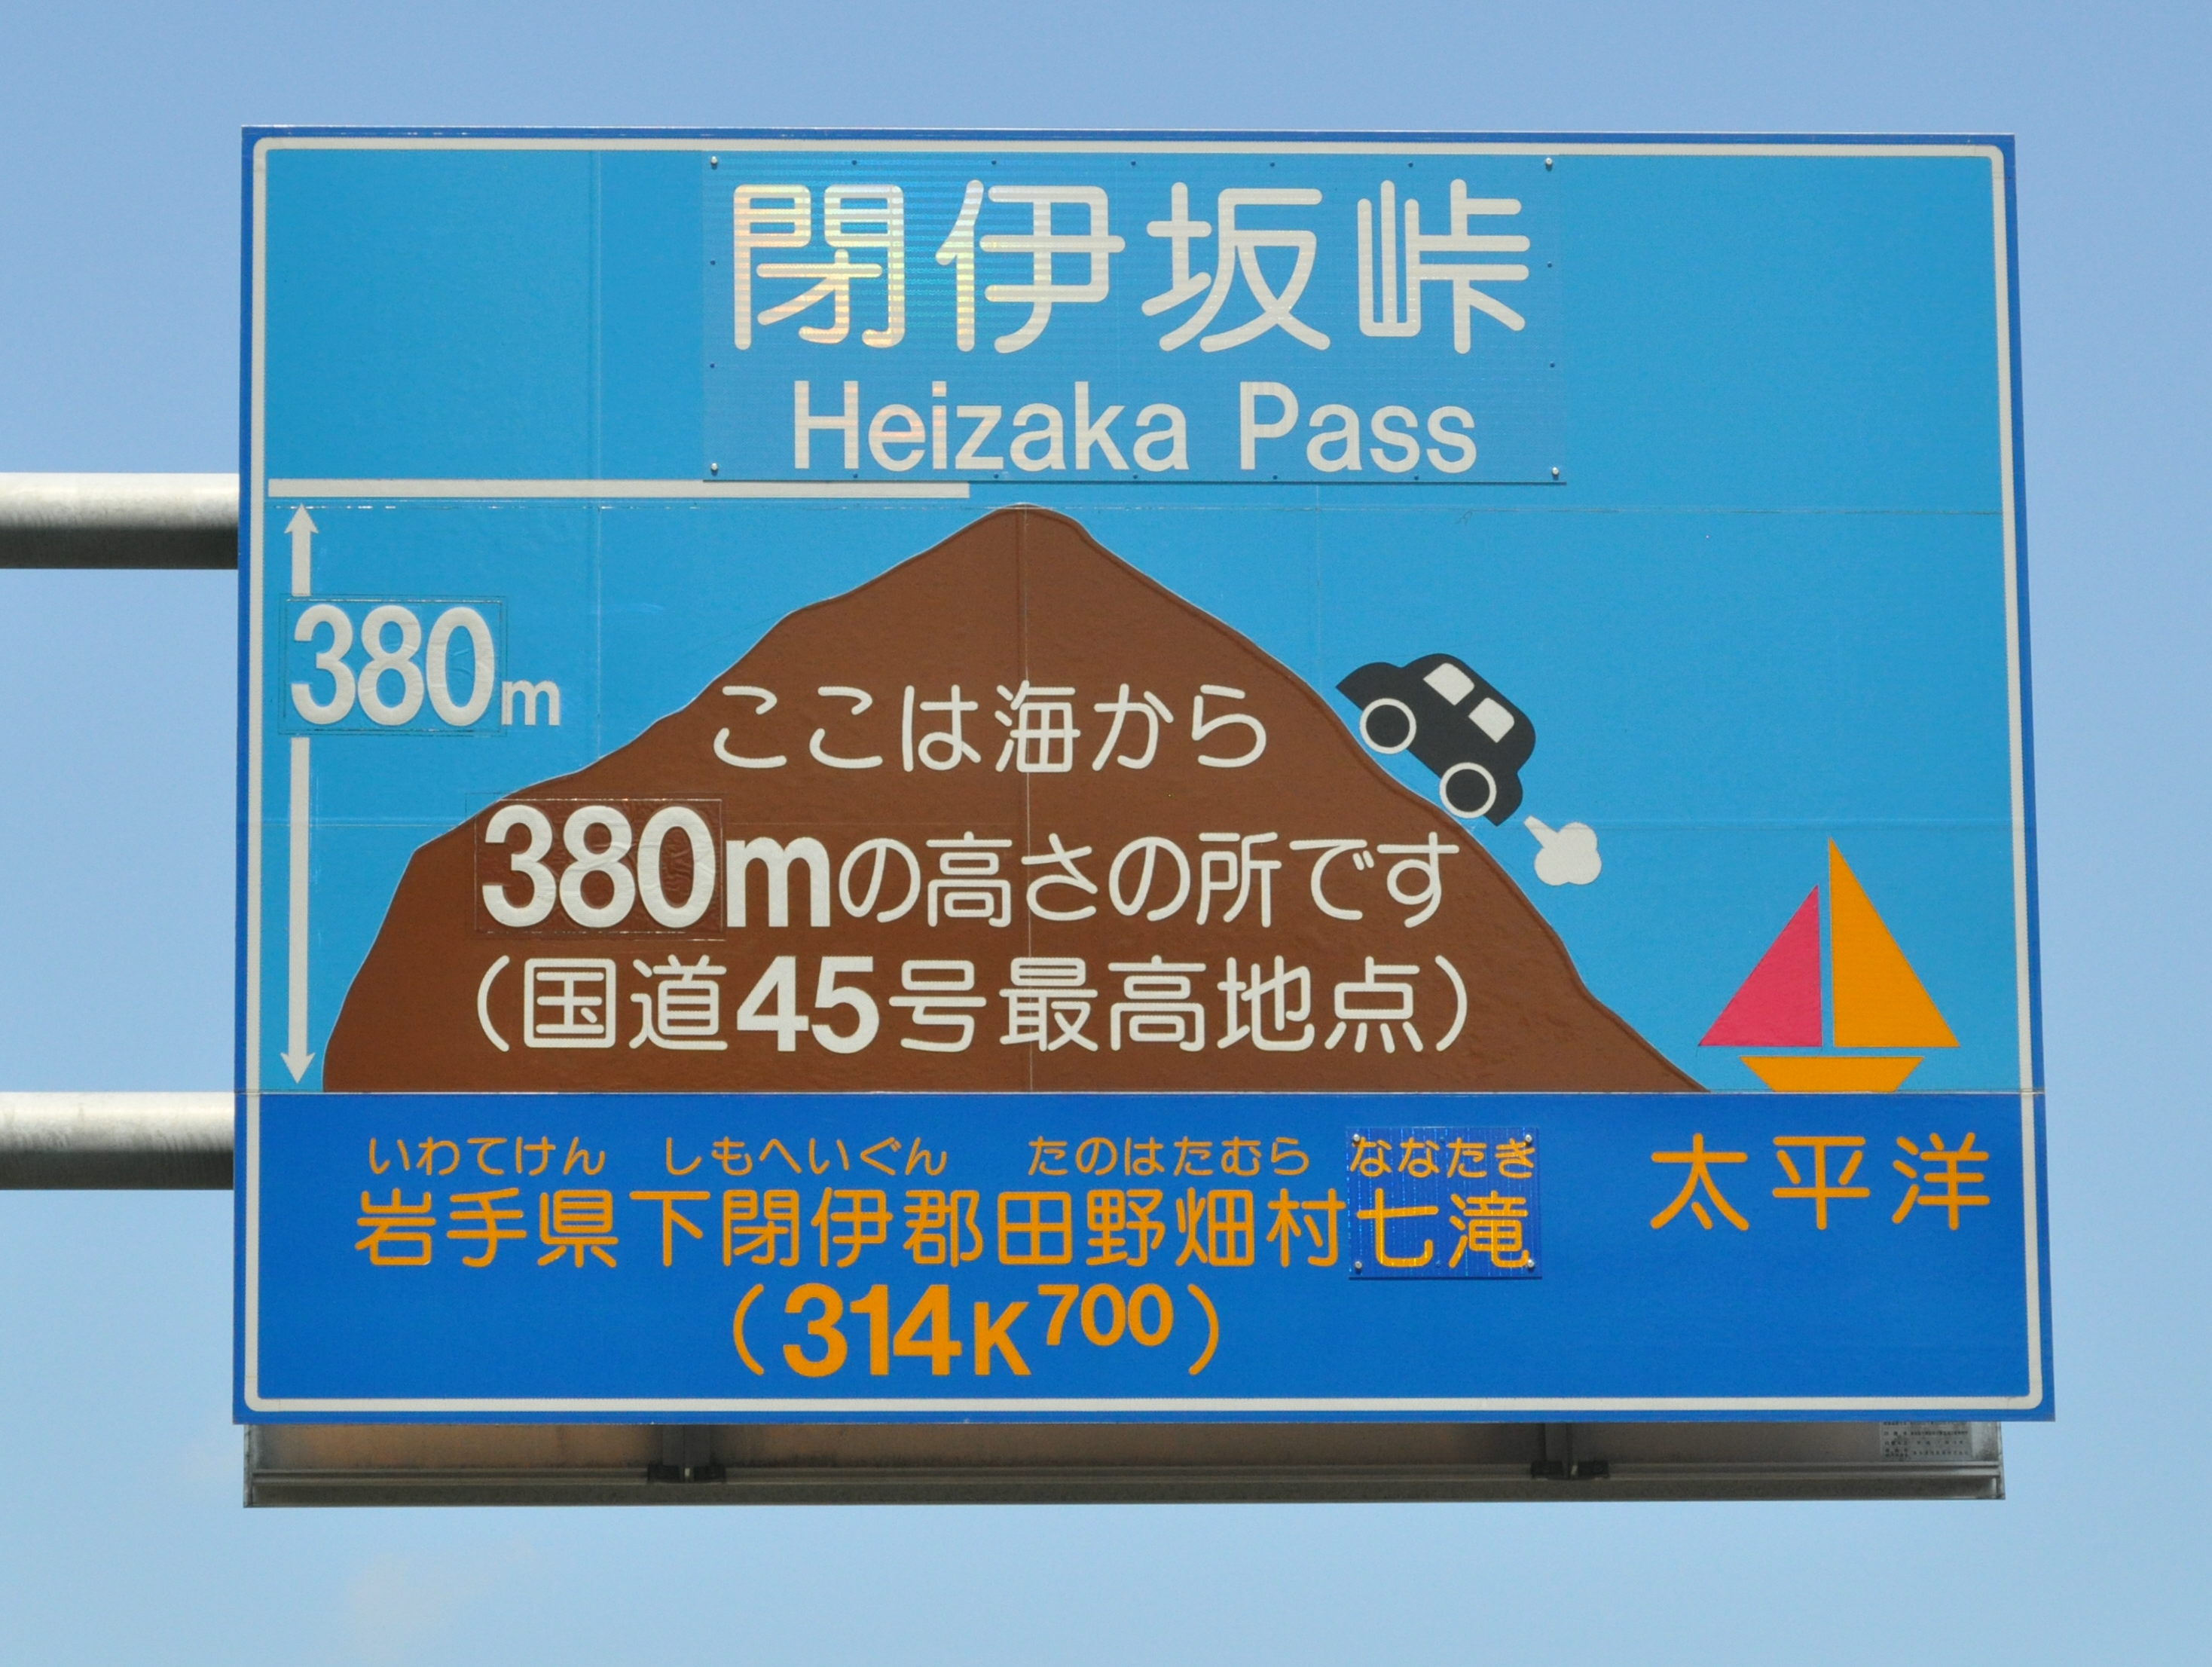 閉伊坂峠
Heizaka Pass
380m
ここは海から
380mの高さの所です
(国道45号最高地点)
いわてけん しもへいぐん たのはたむら ななたき
岩手県下閉伊郡田野畑村七滝
(314K700)
太平洋